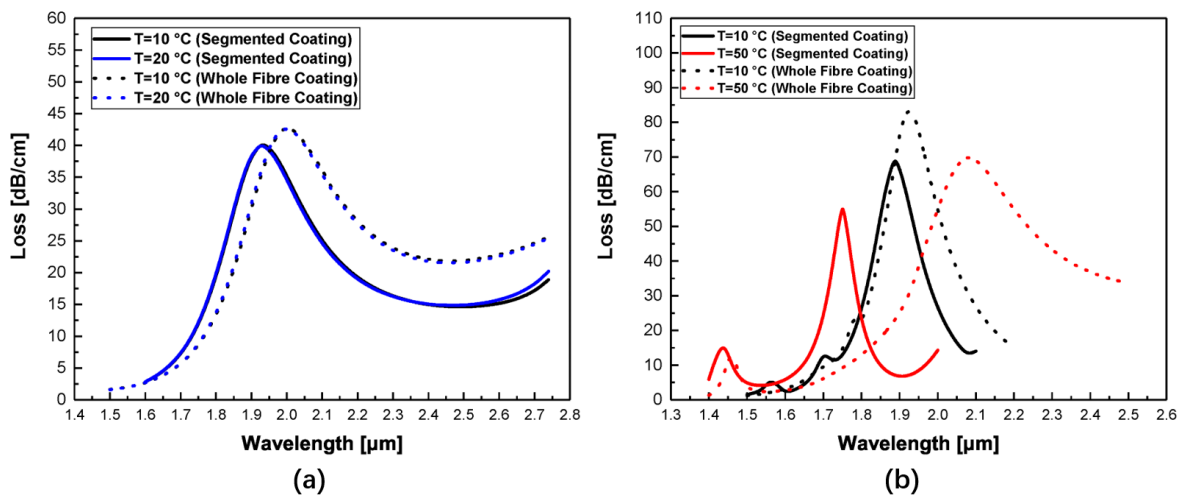 60
55
50
45
40
35
30
25
20
15
10
5
0
Loss [dB/cm]
T=10 °C (Segmented Coating)
T=20 °C (Segmented Coating)
T=10 °C (Whole Fibre Coating)
T=20 °C (Whole Fibre Coating)
1.4 1.5 1.6 1.7 1.8 1.9 2.0 2.1 2.2 2.3 2.4 2.5 2.6 2.7 2.8
Wavelength [µm]
(a)
110
100
90
80
70
60
50
40
30
20
10
0
Loss [dB/cm]
T=10 °C (Segmented Coating)
T=50 °C (Segmented Coating)
T=10 °C (Whole Fibre Coating)
T=50 °C (Whole Fibre Coating)
1.3 1.4 1.5 1.6 1.7 1.8 1.9 2.0 2.1 2.2 2.3 2.4 2.5 2.6
Wavelength [µm]
(b)